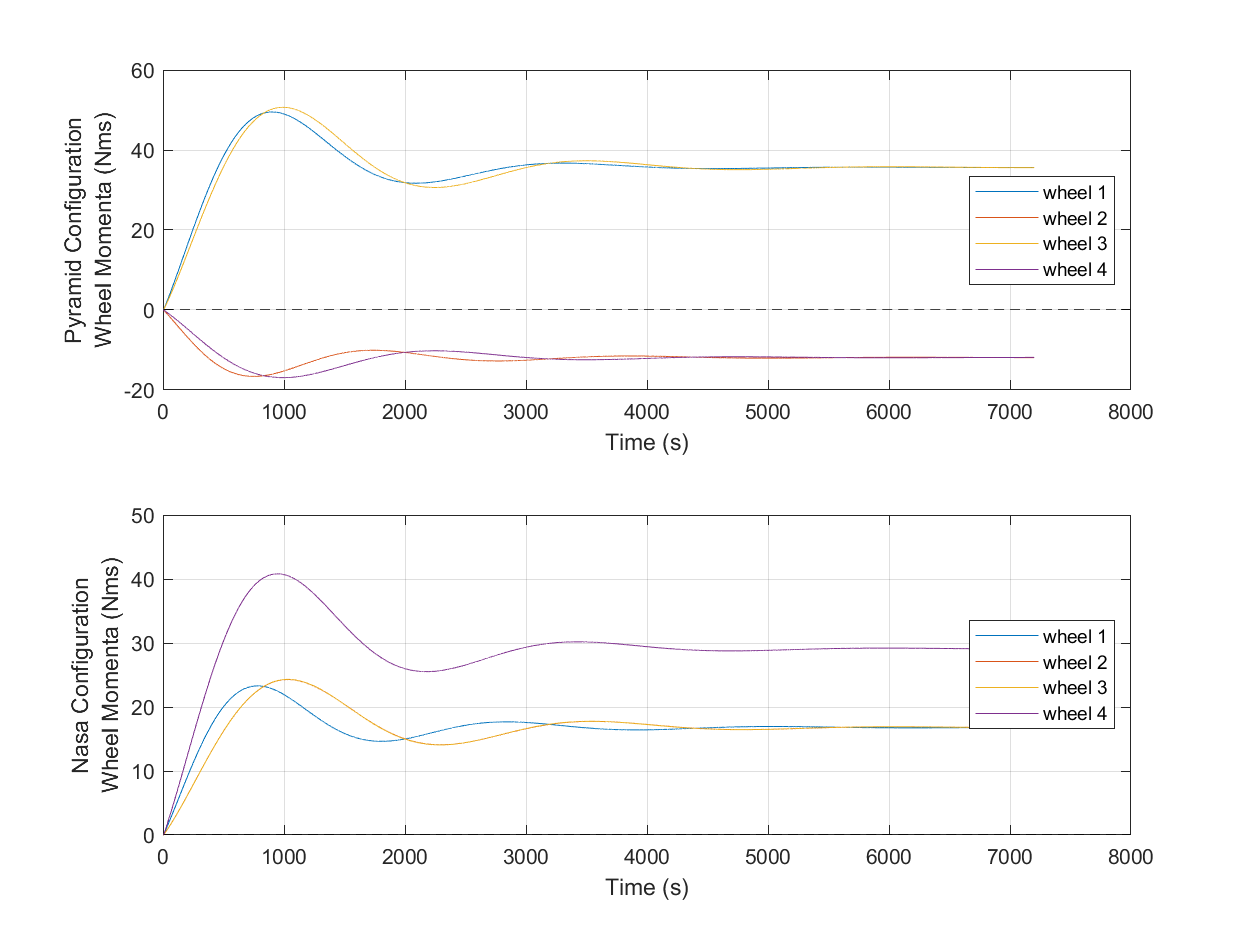 Pyramid Configuration
Wheel Momenta (Nms)
60
40
20
0
-20
wheel 1
wheel 2
wheel 3
wheel 4
0 1000 2000 3000 4000 5000 6000 7000 8000
Time (s)
Nasa Configuration
Wheel Momenta (Nms)
50
40
30
20
10
0
wheel 1
wheel 2
wheel 3
wheel 4
0 1000 2000 3000 4000 5000 6000 7000 8000
Time (s)